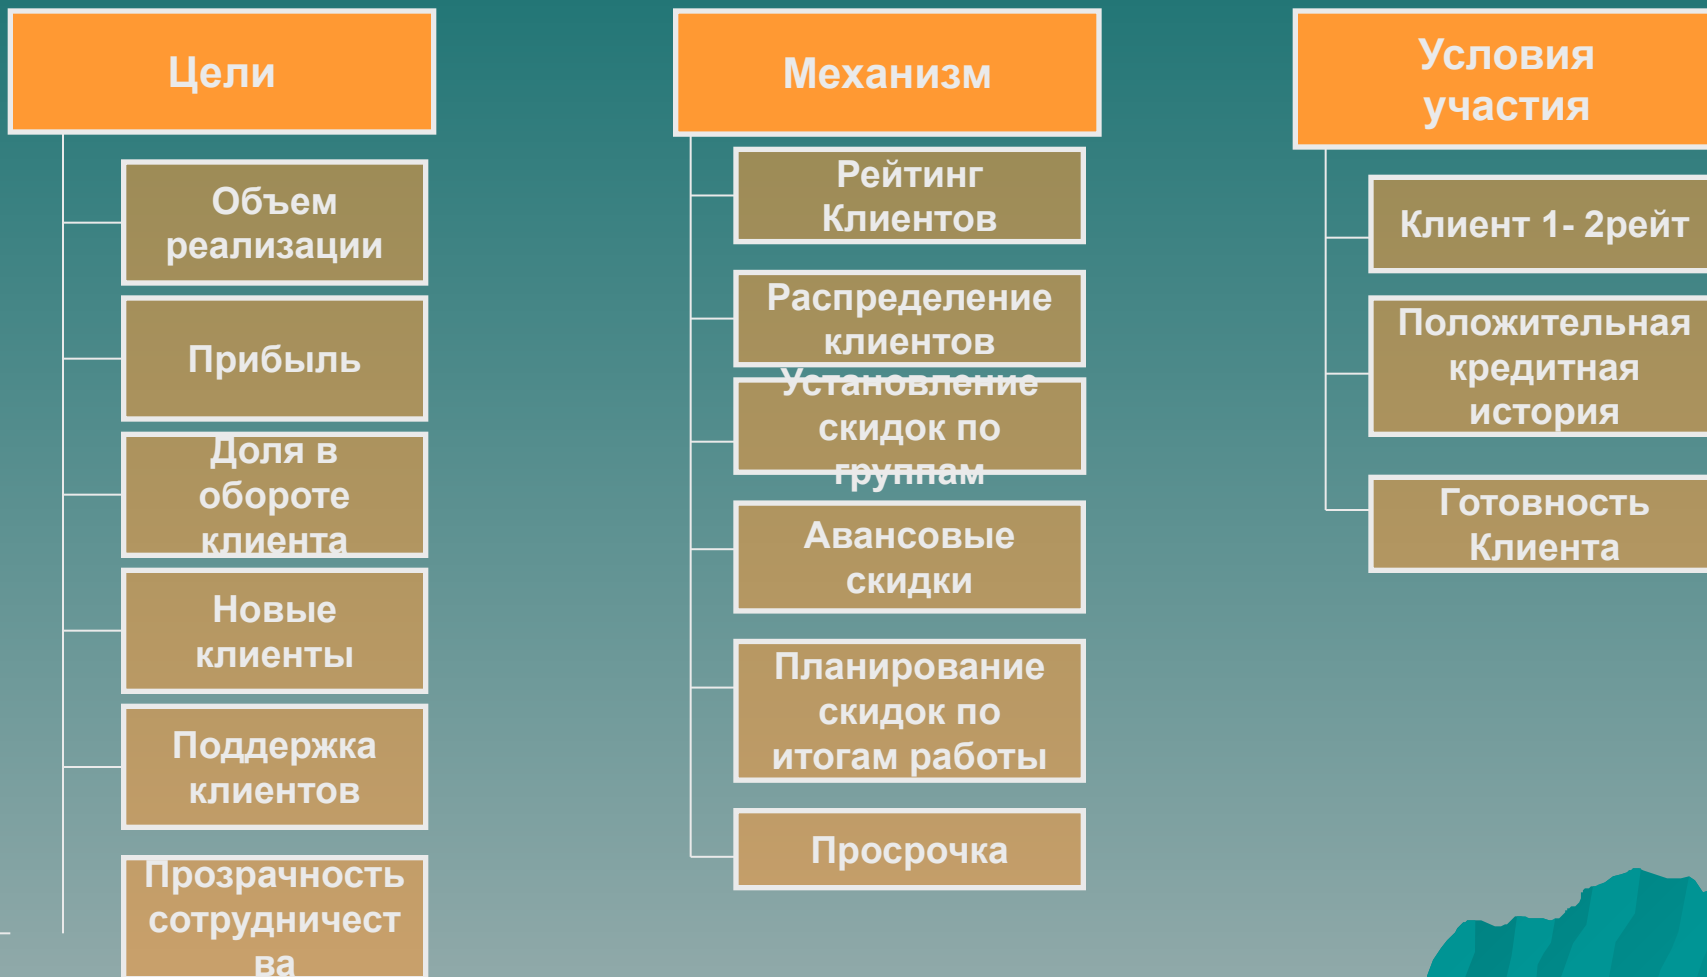 Цели
Объем
реализации
Прибыль
Доля в
обороте
клиента
Новые
клиенты
Поддержка
клиентов
Прозрачность
сотрудничест
ва
Механизм
Рейтинг
Клиентов
Распределение
клиентов
Установление
скидок по
группам
Авансовые
скидки
Планирование
скидок по
итогам работы
Просрочка
Условия
участия
Клиент 1- 2рейт
Положительная
кредитная
история
Готовность
Клиента